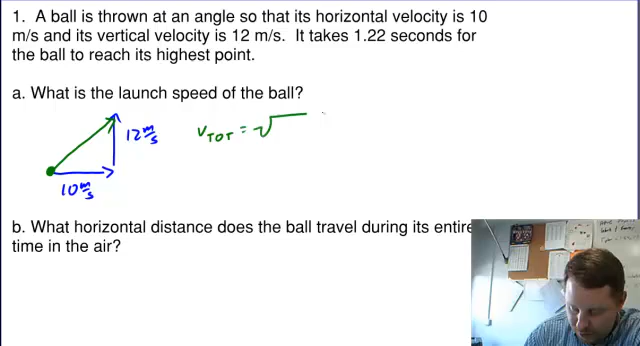 1. A ball is thrown at an angle so that its horizontal velocity is 10
m/s and its vertical velocity is 12 m/s. It takes 1.22 seconds for
the ball to reach its highest point.
a. What is the launch speed of the ball?
12 m/s
V TOT = √
10 m/s
b. What horizontal distance does the ball travel during its entire
time in the air?